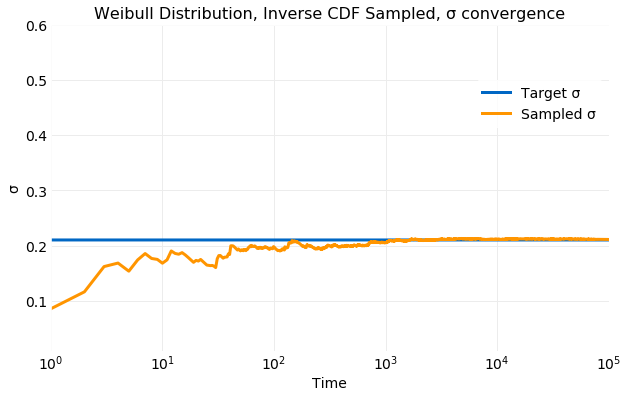 Weibull Distribution, Inverse CDF Sampled, σ convergence
0.6
0.5
0.4
0.3
0.2
0.1
σ
Target σ
Sampled σ
10⁰ 10¹ 10² 10³ 10⁴ 10⁵
Time